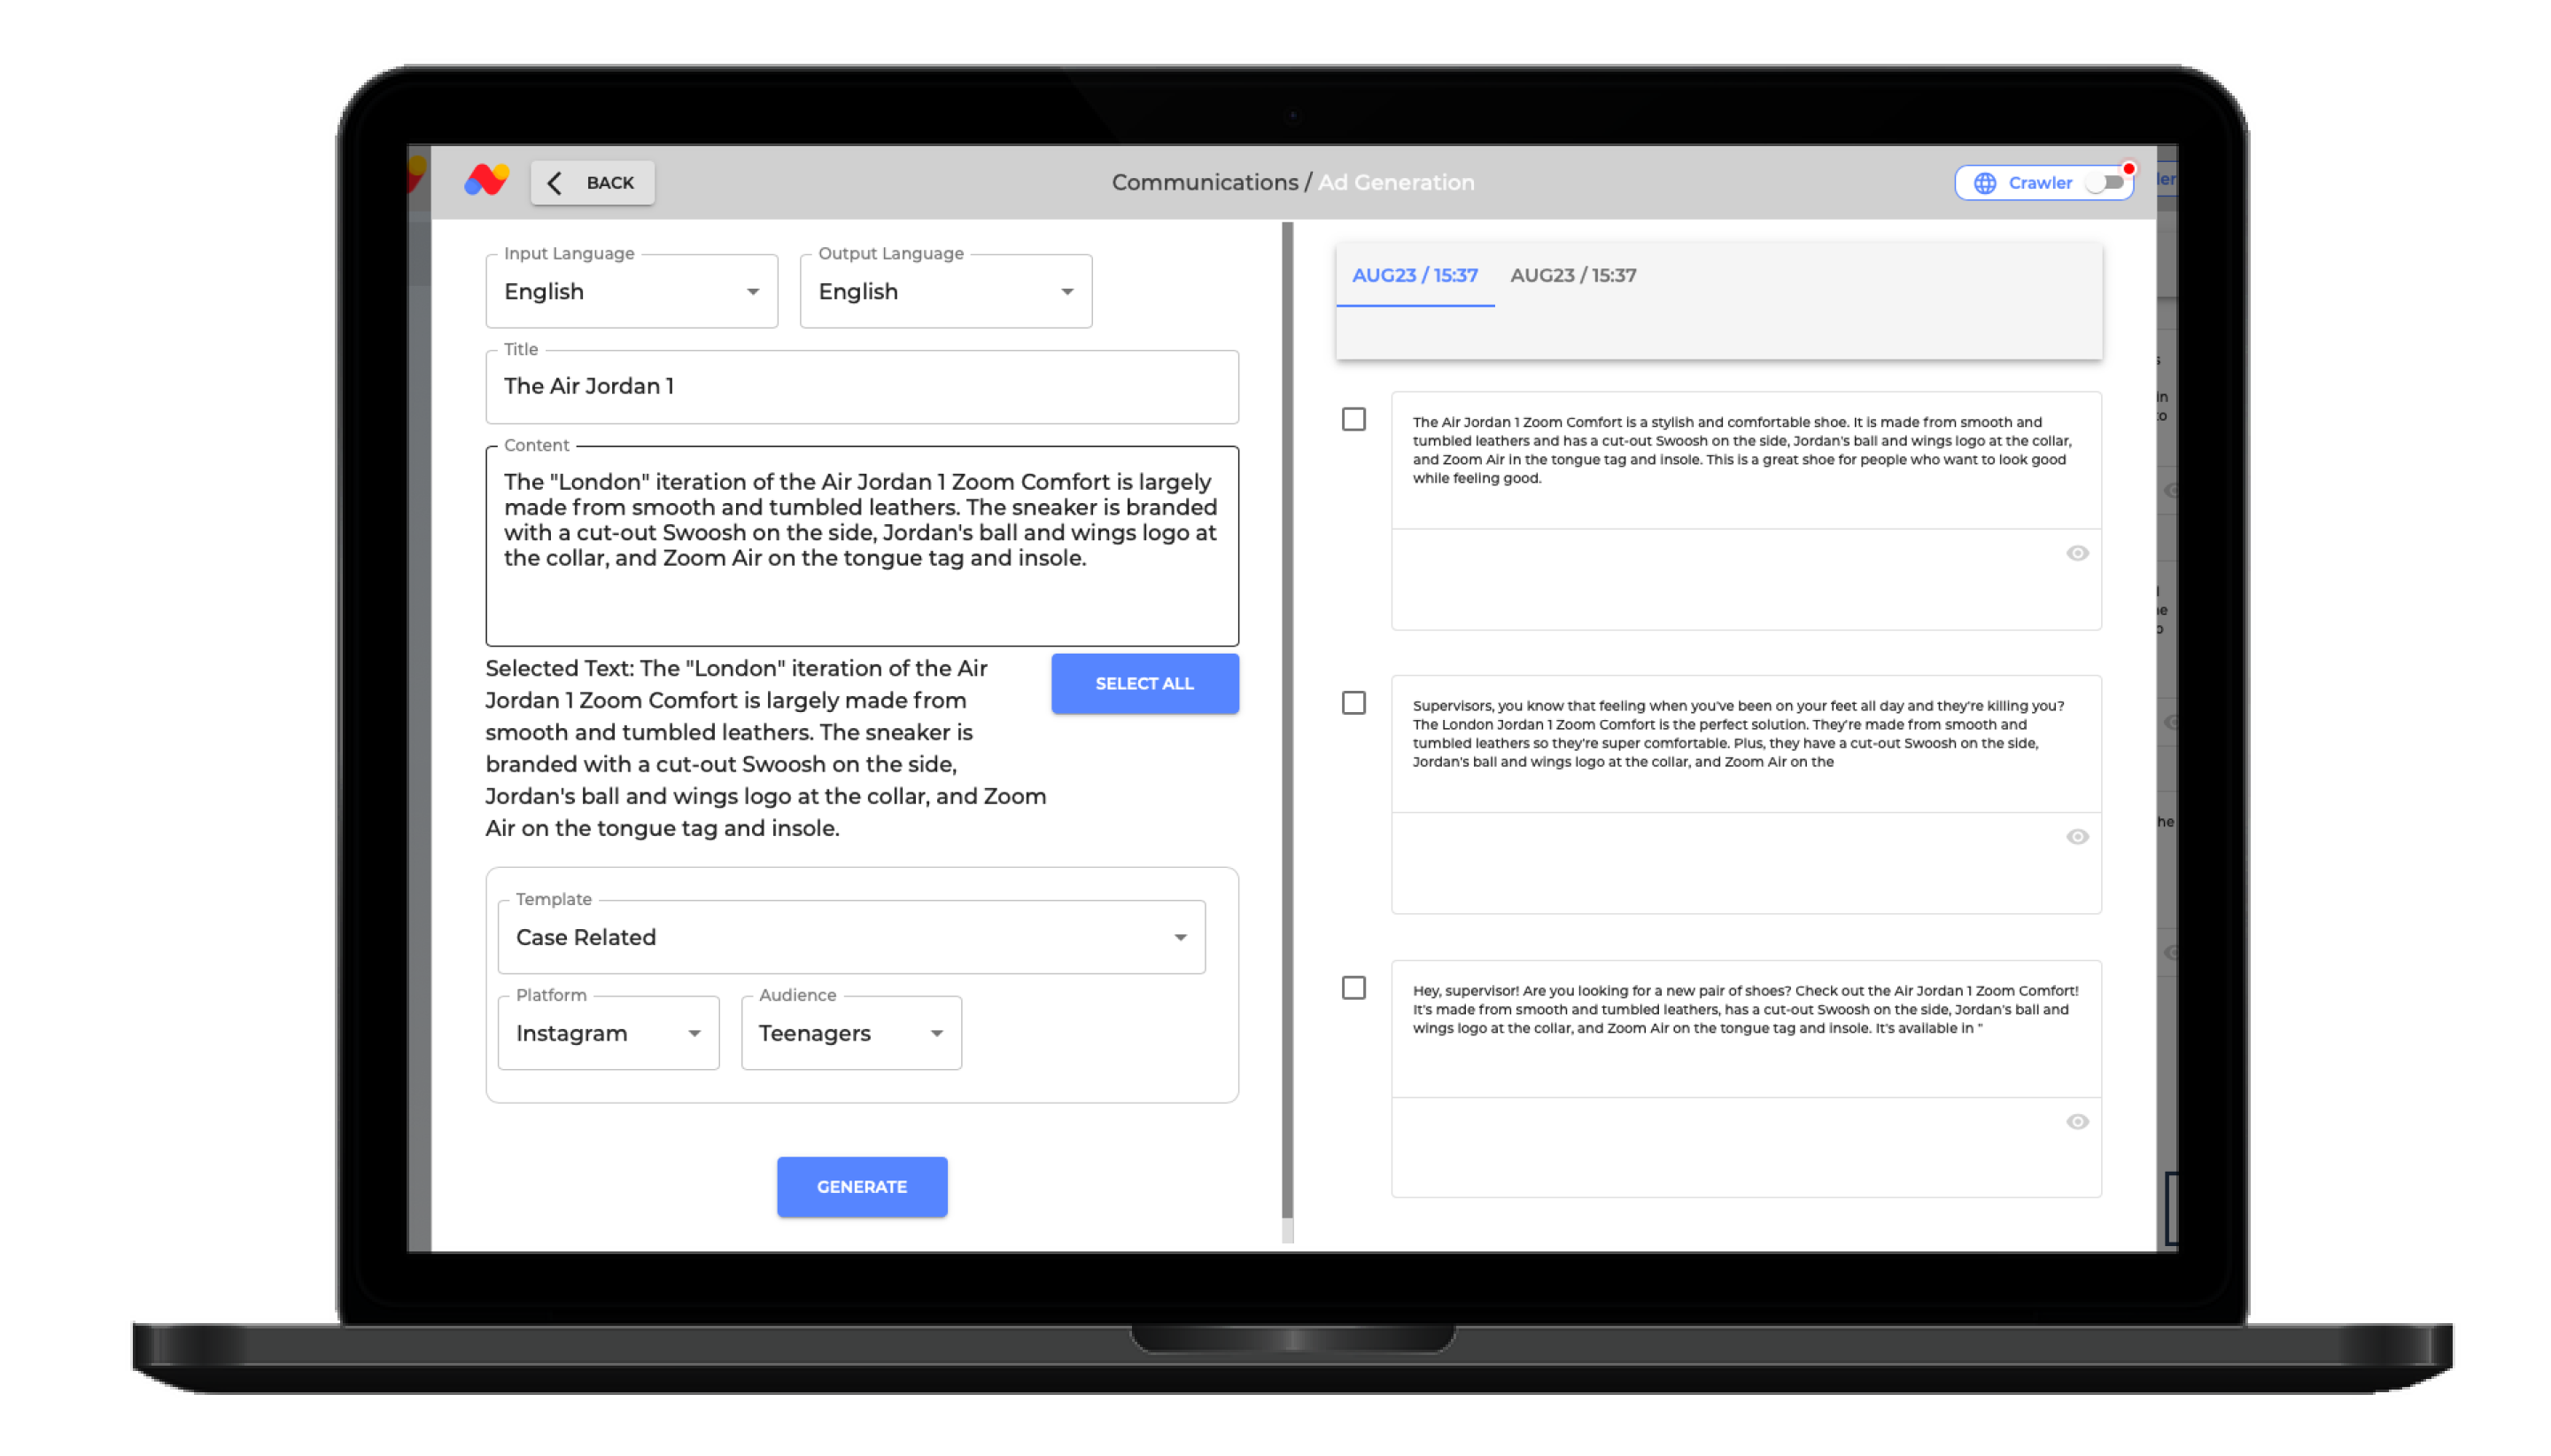 BACK
Communications / Ad Generation
Crawler
ler
Input Language
English
Output Language
English
Title
The Air Jordan 1
Content
The "London" iteration of the Air Jordan 1 Zoom Comfort is largely
made from smooth and tumbled leathers. The sneaker is branded
with a cut-out Swoosh on the side, Jordan's ball and wings logo at
the collar, and Zoom Air on the tongue tag and insole.
Selected Text: The "London" iteration of the Air
Jordan 1 Zoom Comfort is largely made from
smooth and tumbled leathers. The sneaker is
branded with a cut-out Swoosh on the side,
Jordan's ball and wings logo at the collar, and Zoom
Air on the tongue tag and insole.
SELECT ALL
Template
Case Related
Platform
Instagram
Audience
Teenagers
GENERATE
AUG23 / 15:37
AUG23 / 15:37
The Air Jordan 1 Zoom Comfort is a stylish and comfortable shoe. It is made from smooth and
tumbled leathers and has a cut-out Swoosh on the side, Jordan's ball and wings logo at the collar,
and Zoom Air in the tongue tag and insole. This is a great shoe for people who want to look good
while feeling good.
Supervisors, you know that feeling when you've been on your feet all day and they're killing you?
The London Jordan 1 Zoom Comfort is the perfect solution. They're made from smooth and
tumbled leathers so they're super comfortable. Plus, they have a cut-out Swoosh on the side,
Jordan's ball and wings logo at the collar, and Zoom Air on the
Hey, supervisor! Are you looking for a new pair of shoes? Check out the Air Jordan 1 Zoom Comfort!
It's made from smooth and tumbled leathers, has a cut-out Swoosh on the side, Jordan's ball and
wings logo at the collar, and Zoom Air on the tongue tag and insole. It's available in "